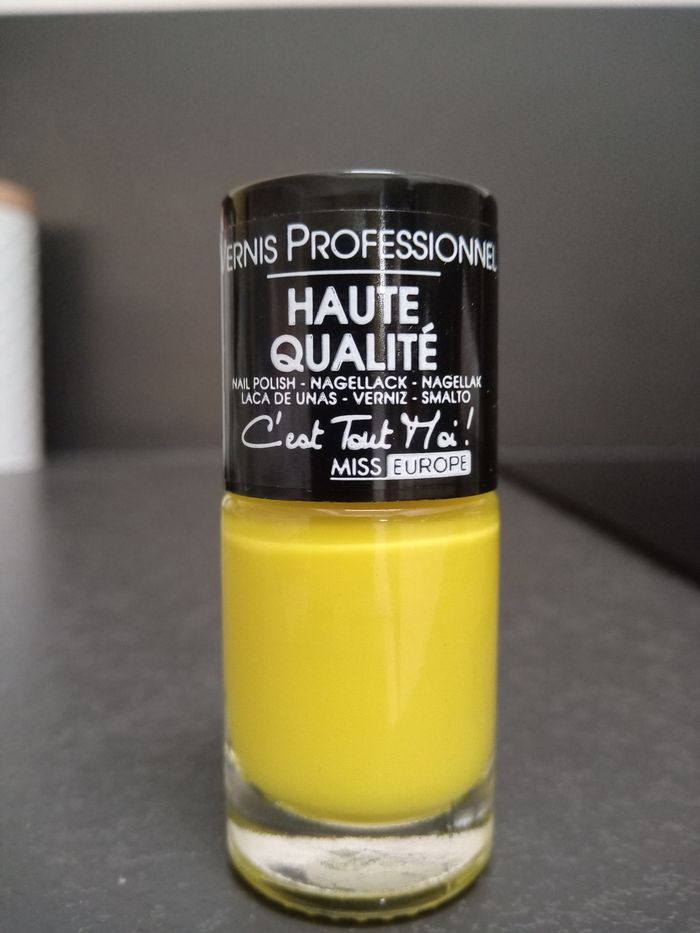 VERNIS PROFESSIONNEL
HAUTE
QUALITÉ
NAIL POLISH - NAGELLACK - NAGELLAK
LACA DE UNAS - VERNIZ - SMALTO
C'est Tout Moi!
MISS EUROPE